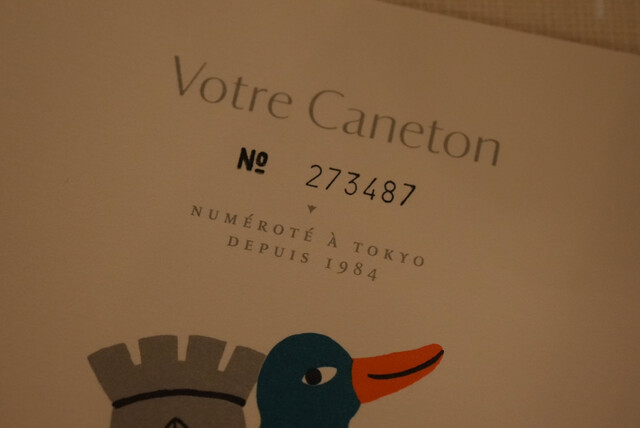 Votre Caneton
Nº 273487
NUMÉROTÉ À TOKYO
DEPUIS 1984